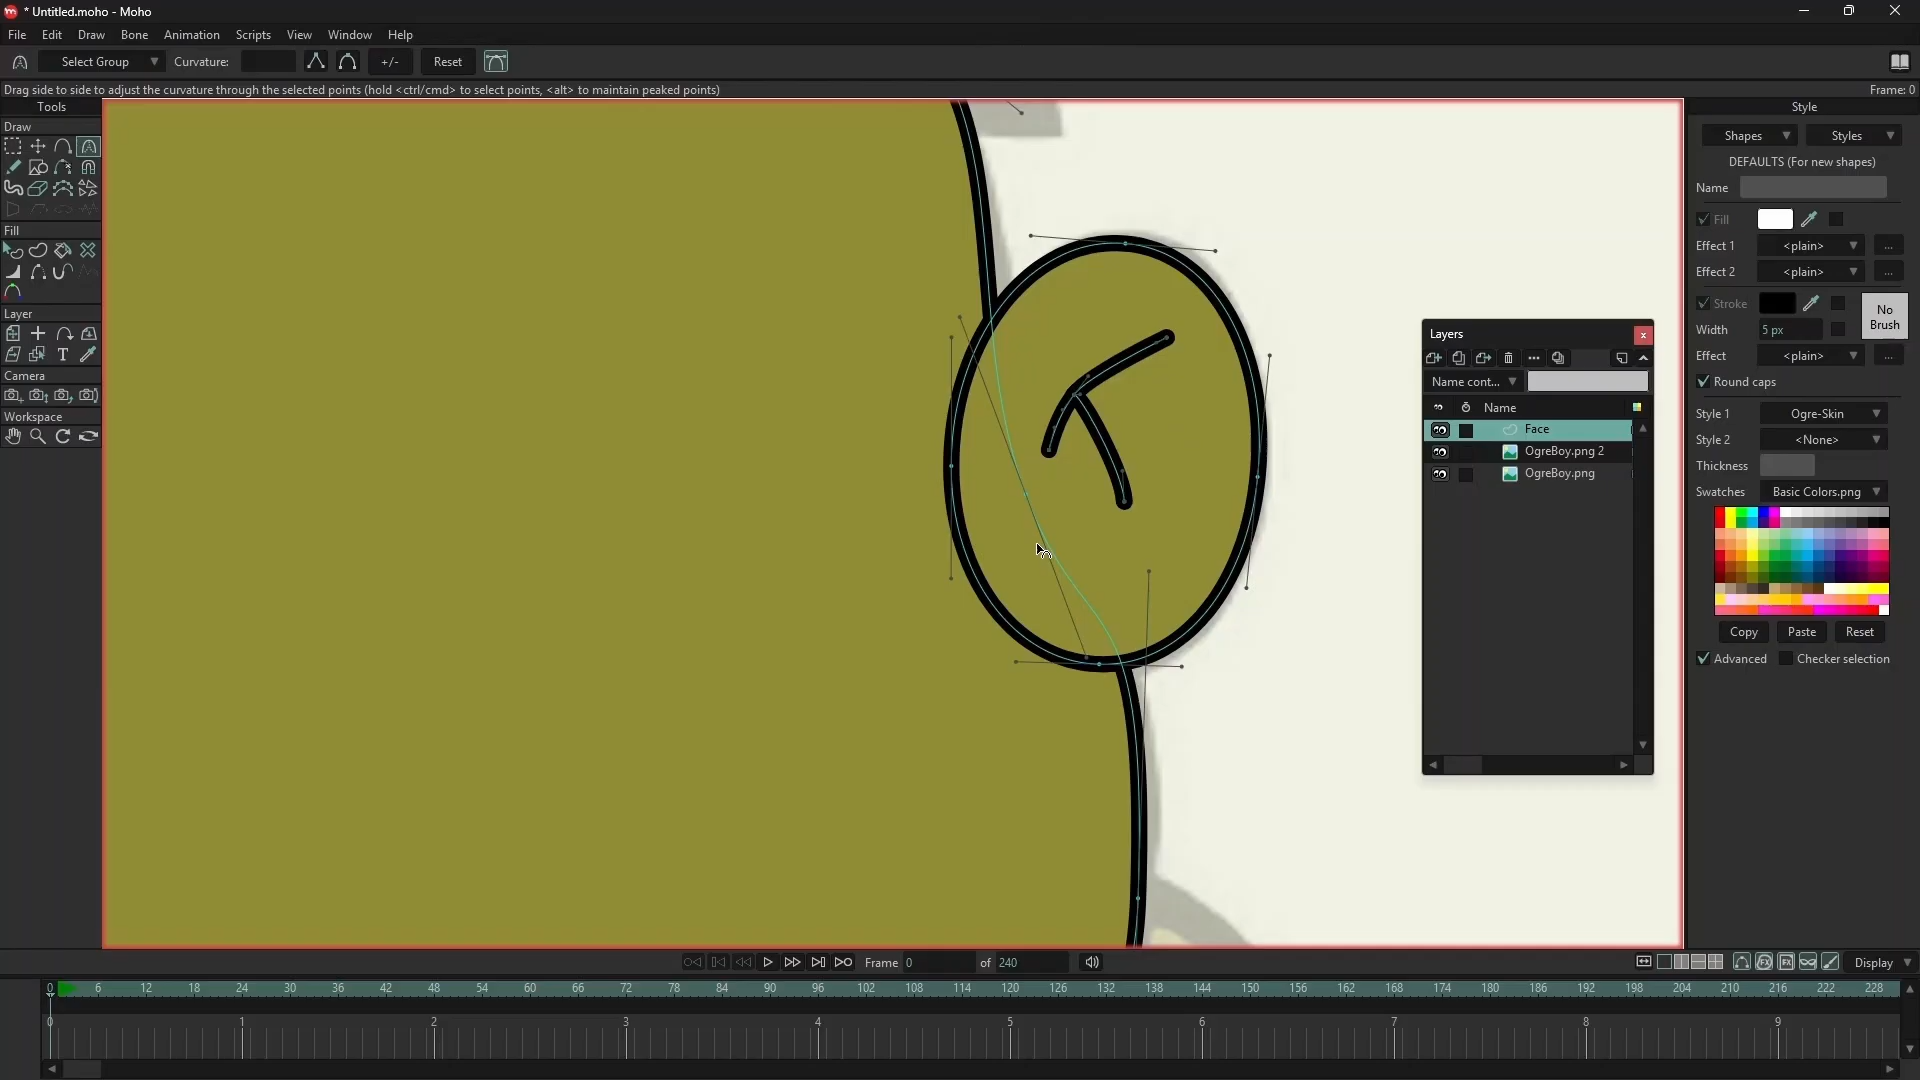 * Untitled.moho - Moho
File Edit Draw Bone Animation Scripts View Window Help
Select Group Curvature: +/- Reset
Drag side to side to adjust the curvature through the selected points (hold <ctrl/cmd> to select points, <alt> to maintain peaked points)
Frame: 0
Tools
Draw
Fill
Layer
Camera
Workspace
Style
Shapes Styles
DEFAULTS (For new shapes)
Name
Fill
Effect 1 <plain> ...
Effect 2 <plain> ...
Stroke
No Brush
Width 5 px
Effect <plain> ...
Round caps
Style 1 Ogre-Skin
Style 2 <None>
Thickness
Swatches Basic Colors.png
Copy Paste Reset
Advanced Checker selection
Layers x
Name cont...
Name
Face
OgreBoy.png 2
OgreBoy.png
Frame 0 of 240
Display
0 6 12 18 24 30 36 42 48 54 60 66 72 78 84 90 96 102 108 114 120 126 132 138 144 150 156 162 168 174 180 186 192 198 204 210 216 222 228
0 1 2 3 4 5 6 7 8 9